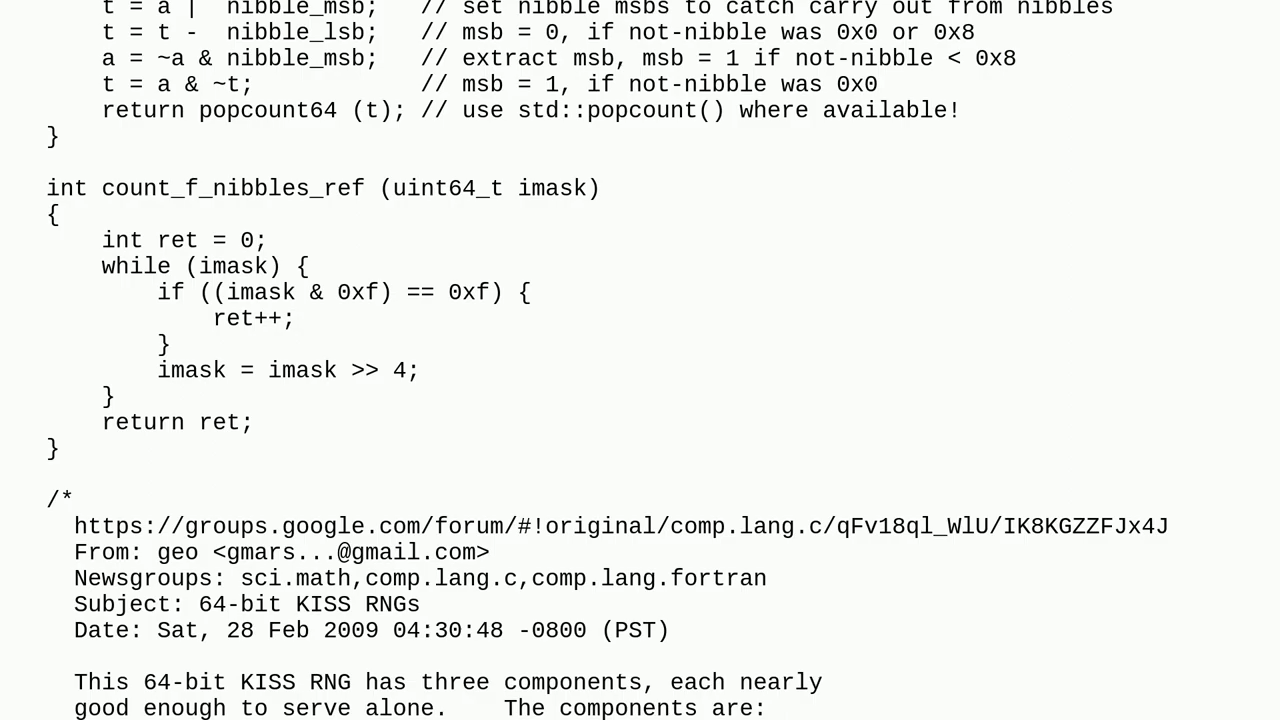 t = a |  nibble_msb;   // set nibble msbs to catch carry out from nibbles
t = t -  nibble_lsb;   // msb = 0, if not-nibble was 0x0 or 0x8
a = ~a & nibble_msb;   // extract msb, msb = 1 if not-nibble < 0x8
t = a & ~t;            // msb = 1, if not-nibble was 0x0
return popcount64 (t); // use std::popcount() where available!
}
int count_f_nibbles_ref (uint64_t imask)
{
int ret = 0;
while (imask) {
if ((imask & 0xf) == 0xf) {
ret++;
}
imask = imask >> 4;
}
return ret;
}
/*
https://groups.google.com/forum/#!original/comp.lang.c/qFv18ql_WlU/IK8KGZZFJx4J
From: geo <gmars...@gmail.com>
Newsgroups: sci.math,comp.lang.c,comp.lang.fortran
Subject: 64-bit KISS RNGs
Date: Sat, 28 Feb 2009 04:30:48 -0800 (PST)
This 64-bit KISS RNG has three components, each nearly
good enough to serve alone.    The components are: